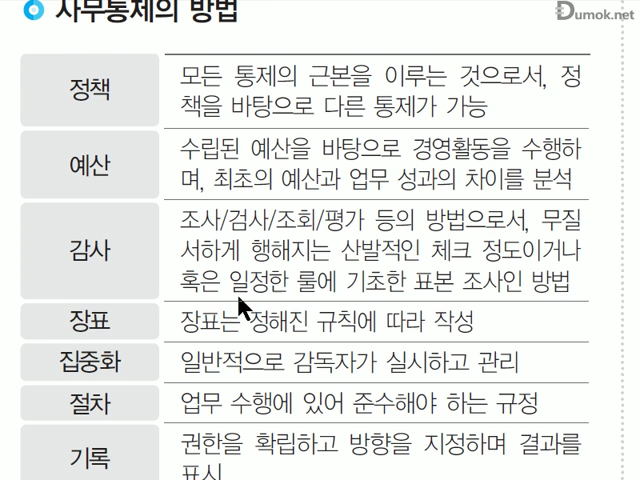 사무통제의 방법
Dumok.net
정책
모든 통제의 근본을 이루는 것으로서, 정
책을 바탕으로 다른 통제가 가능
예산
수립된 예산을 바탕으로 경영활동을 수행하
며, 최초의 예산과 업무 성과의 차이를 분석
감사
조사/검사/조회/평가 등의 방법으로서, 무질
서하게 행해지는 산발적인 체크 정도이거나
혹은 일정한 룰에 기초한 표본 조사인 방법
장표
장표는 정해진 규칙에 따라 작성
집중화
일반적으로 감독자가 실시하고 관리
절차
업무 수행에 있어 준수해야 하는 규정
기록
권한을 확립하고 방향을 지정하며 결과를
표시